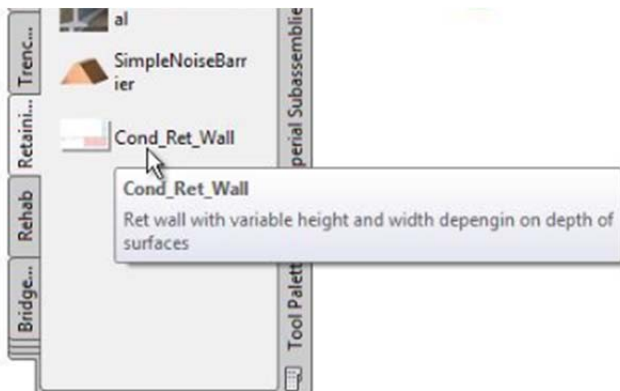 al
SimpleNoiseBarr
ier
Cond_Ret_Wall
Cond_Ret_Wall
Ret wall with variable height and width depengin on depth of
surfaces
Trenc...
Retaini...
Rehab
Bridge...
perial Subassemblie
Tool Palett